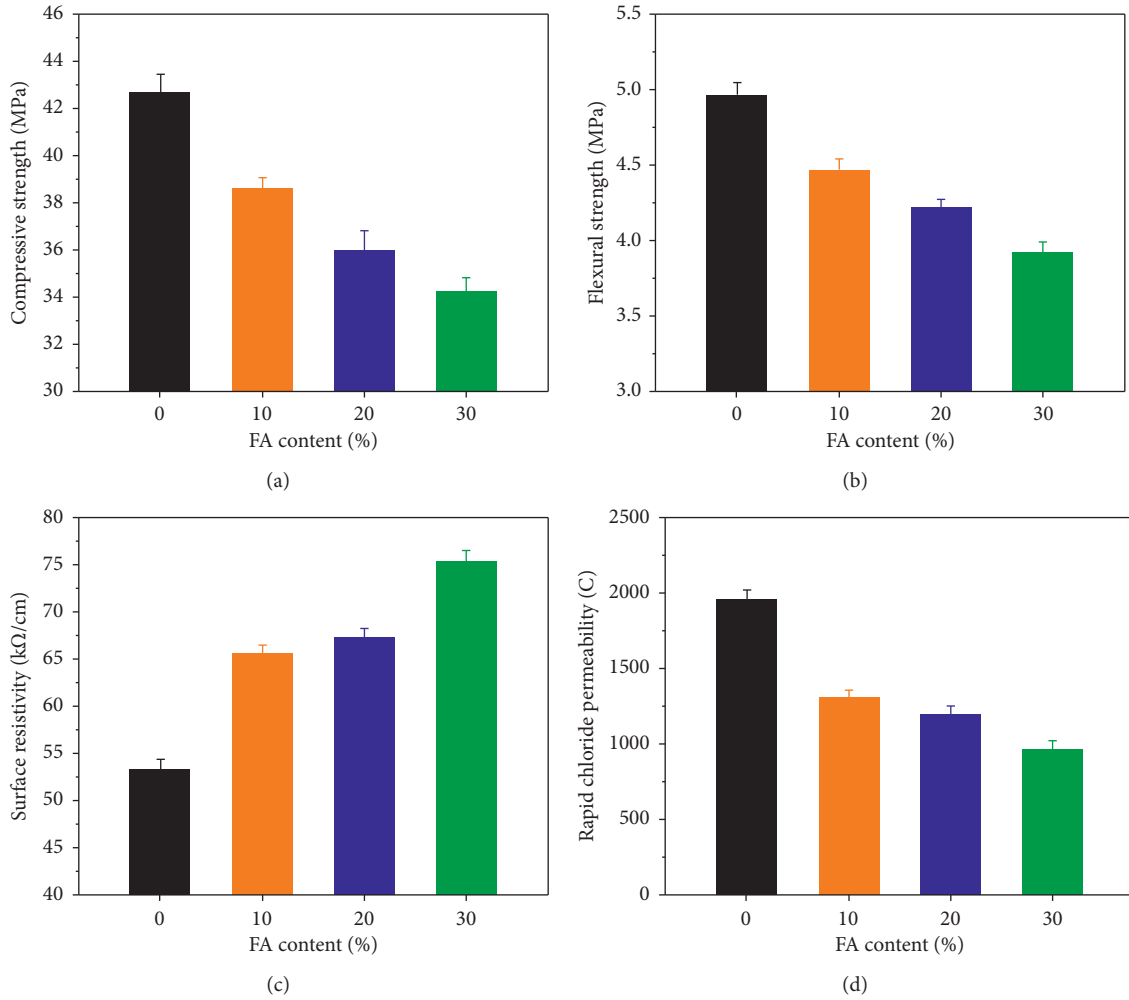 46
44
42
40
38
36
34
32
30
Compressive strength (MPa)
0 10 20 30
FA content (%)
(a)
5.5
5.0
4.5
4.0
3.5
3.0
Flexural strength (MPa)
0 10 20 30
FA content (%)
(b)
80
75
70
65
60
55
50
45
40
Surface resistivity (kΩ/cm)
0 10 20 30
FA content (%)
(c)
2500
2000
1500
1000
500
0
Rapid chloride permeability (C)
0 10 20 30
FA content (%)
(d)